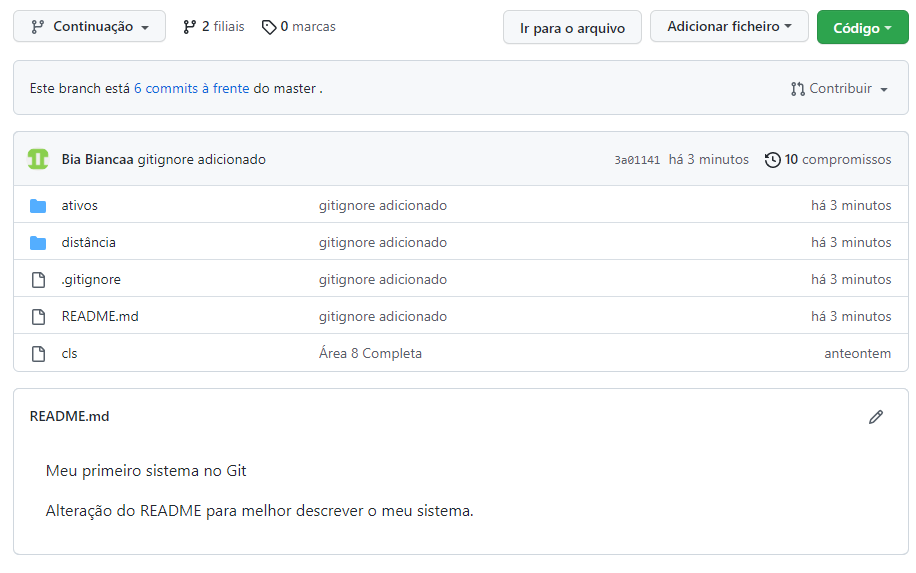 Continuação 2 filiais 0 marcas Ir para o arquivo Adicionar ficheiro Código
Este branch está 6 commits à frente do master . Contribuir
Bia Biancaa gitignore adicionado 3a01141 há 3 minutos 10 compromissos
ativos gitignore adicionado há 3 minutos
distância gitignore adicionado há 3 minutos
.gitignore gitignore adicionado há 3 minutos
README.md gitignore adicionado há 3 minutos
cls Área 8 Completa anteontem
README.md
Meu primeiro sistema no Git
Alteração do README para melhor descrever o meu sistema.